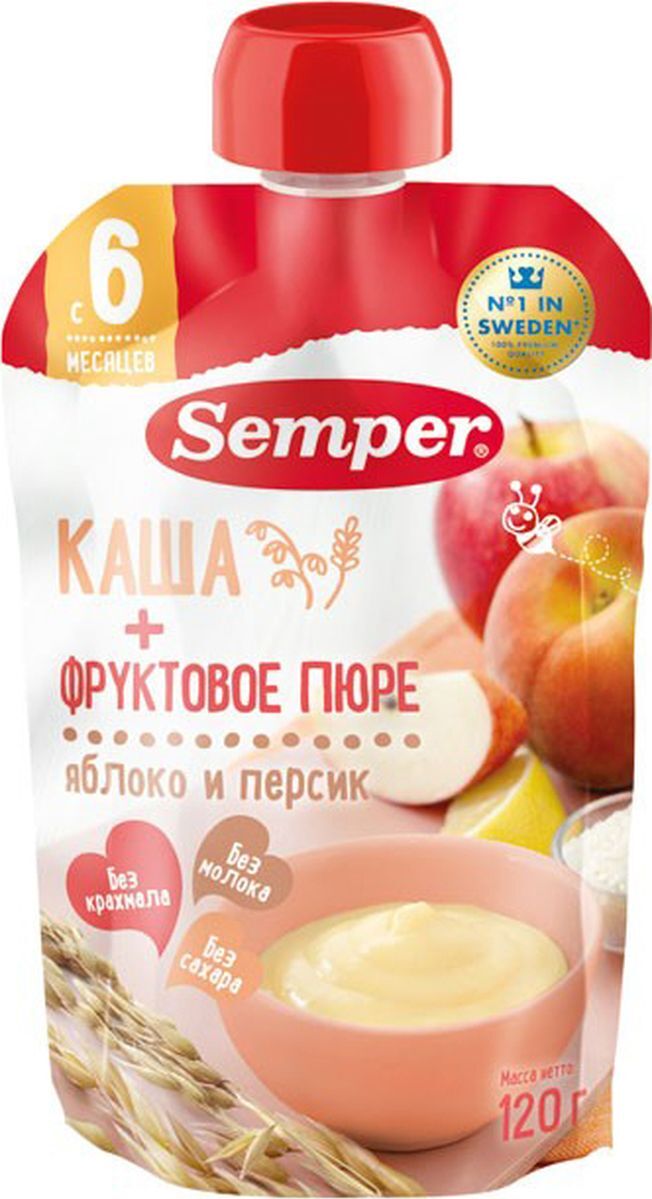 с 6
месяцев
№1 IN
SWEDEN*
100% PREMIUM
QUALITY
Semper®
КАША
+
ФРУКТОВОЕ ПЮРЕ
яблоко и персик
Без
крахмала
Без
молока
Без
сахара
Масса нетто:
120 г